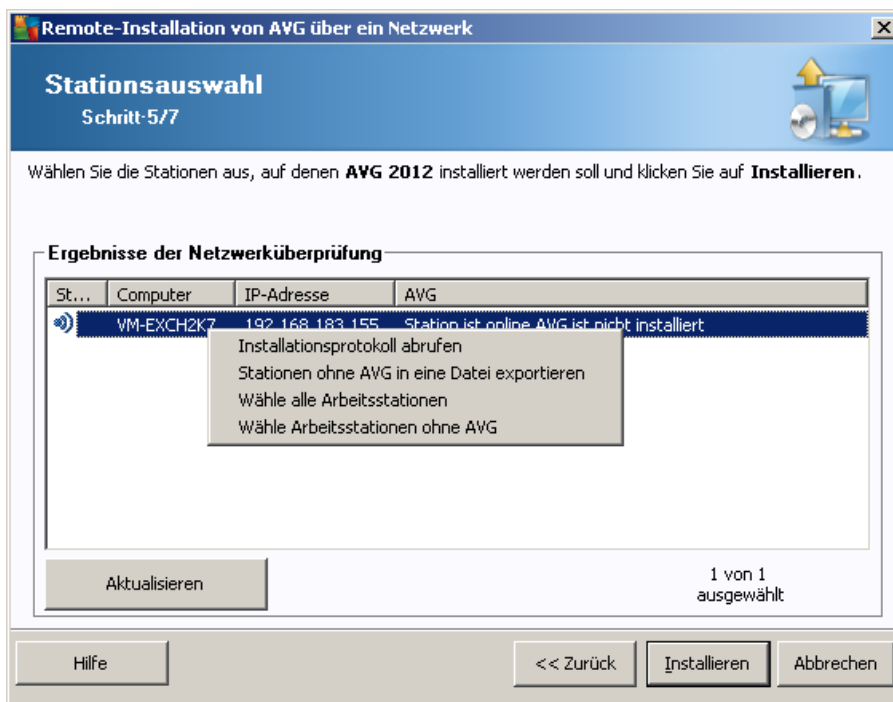 Remote-Installation von AVG über ein Netzwerk
Stationsauswahl
Schritt-5/7
Wählen Sie die Stationen aus, auf denen AVG 2012 installiert werden soll und klicken Sie auf Installieren.
Ergebnisse der Netzwerküberprüfung
St... Computer IP-Adresse AVG
VM-EXCH2K7 192.168.183.155 Station ist online AVG ist nicht installiert
Installationsprotokoll abrufen
Stationen ohne AVG in eine Datei exportieren
Wähle alle Arbeitsstationen
Wähle Arbeitsstationen ohne AVG
Aktualisieren
1 von 1
ausgewählt
Hilfe << Zurück Installieren Abbrechen